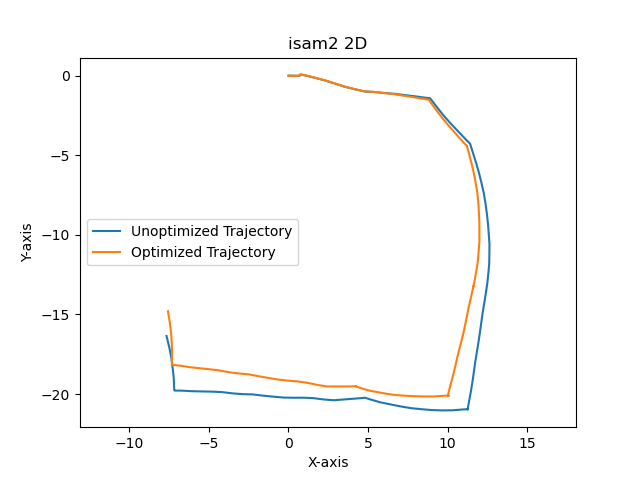 isam2 2D
0
−5
−10
−15
−20
Y-axis
Unoptimized Trajectory
Optimized Trajectory
−10
−5
0
5
10
15
X-axis